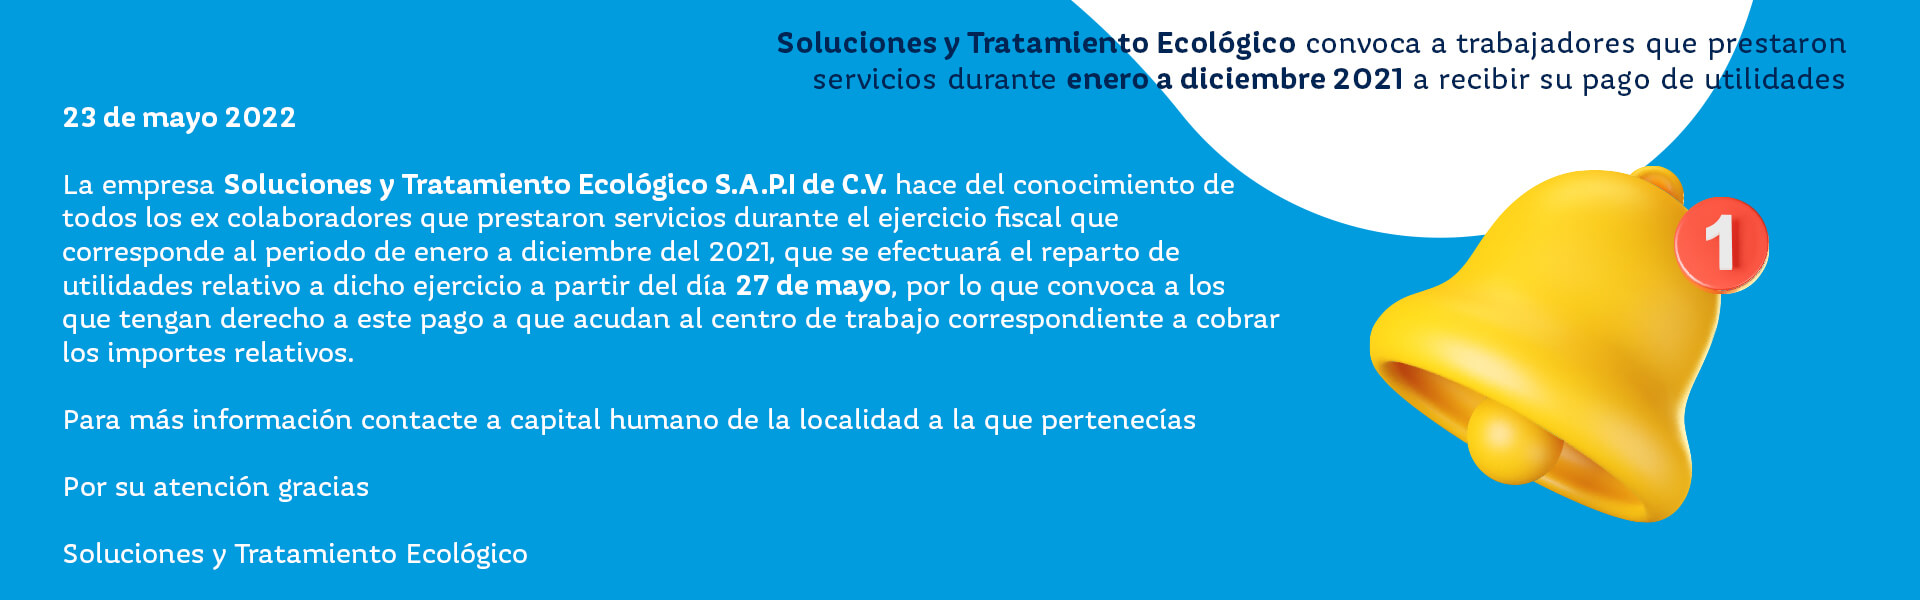 Soluciones y Tratamiento Ecológico convoca a trabajadores que prestaron
servicios durante enero a diciembre 2021 a recibir su pago de utilidades
23 de mayo 2022
La empresa Soluciones y Tratamiento Ecológico S.A.P.I de C.V. hace del conocimiento de
todos los ex colaboradores que prestaron servicios durante el ejercicio fiscal que
corresponde al periodo de enero a diciembre del 2021, que se efectuará el reparto de
utilidades relativo a dicho ejercicio a partir del día 27 de mayo, por lo que convoca a los
que tengan derecho a este pago a que acudan al centro de trabajo correspondiente a cobrar
los importes relativos.
Para más información contacte a capital humano de la localidad a la que pertenecías
Por su atención gracias
Soluciones y Tratamiento Ecológico
1